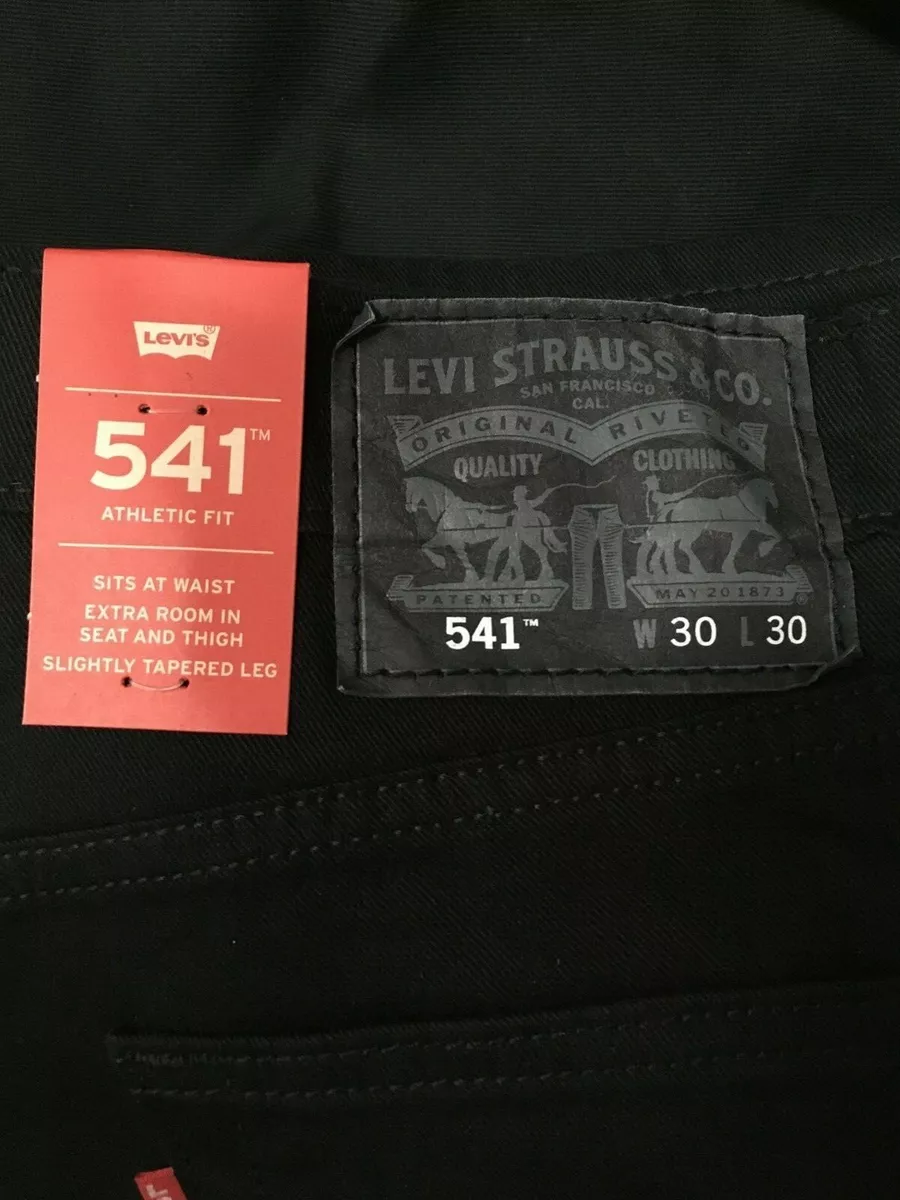 LEVI'S
541™
ATHLETIC FIT
SITS AT WAIST
EXTRA ROOM IN
SEAT AND THIGH
SLIGHTLY TAPERED LEG
LEVI STRAUSS & CO.
SAN FRANCISCO
CAL.
ORIGINAL RIVETED
QUALITY CLOTHING
PATENTED MAY 20 1873 ®
541™ W 30 L 30